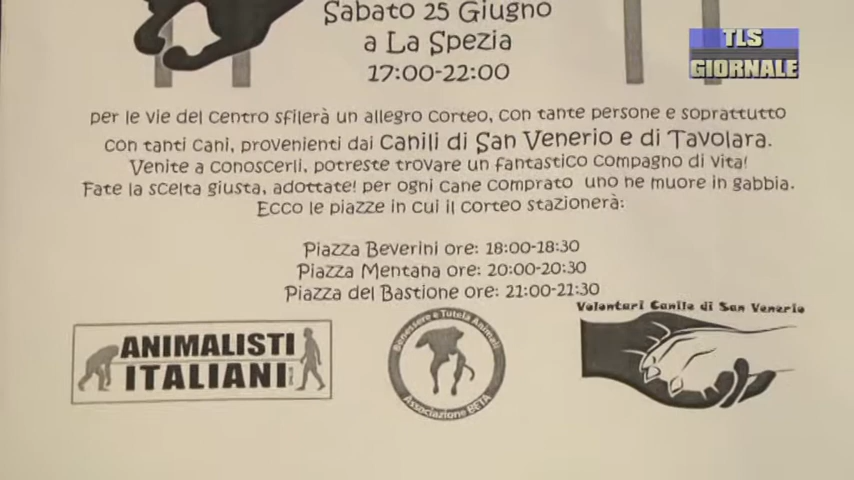 Sabato 25 Giugno
a La Spezia
17:00-22:00
TLS
GIORNALE
per le vie del centro sfilerà un allegro corteo, con tante persone e soprattutto
con tanti cani, provenienti dai Canili di San Venerio e di Tavolara.
Venite a conoscerli, potreste trovare un fantastico compagno di vita!
Fate la scelta giusta, adottate! per ogni cane comprato uno ne muore in gabbia.
Ecco le piazze in cui il corteo stazionerà:
Piazza Beverini ore: 18:00-18:30
Piazza Mentana ore: 20:00-20:30
Piazza del Bastione ore: 21:00-21:30
ANIMALISTI
ITALIANI
Benessere e Tutela Animali
Associazione BETA
Volontari Canile di San Venerio